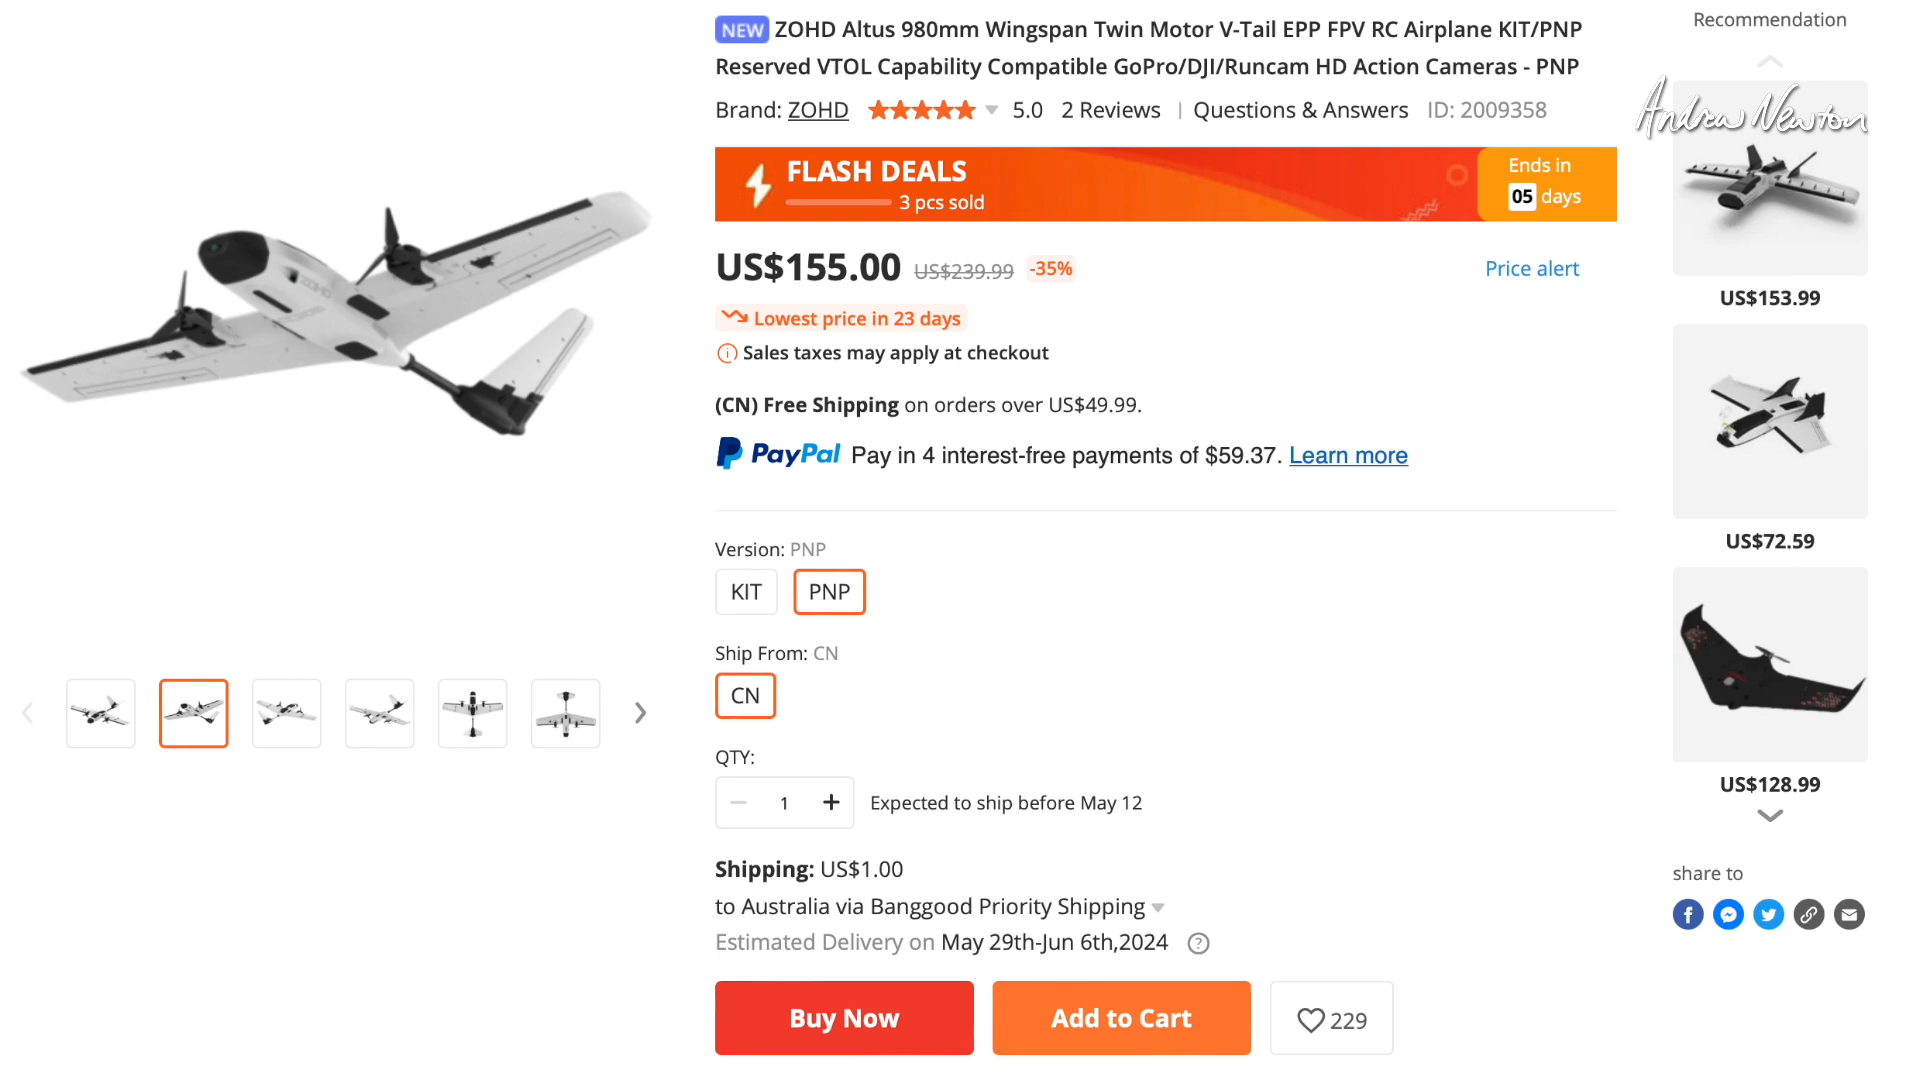 NEW ZOHD Altus 980mm Wingspan Twin Motor V-Tail EPP FPV RC Airplane KIT/PNP
Reserved VTOL Capability Compatible GoPro/DJI/Runcam HD Action Cameras - PNP
Brand: ZOHD 5.0 2 Reviews | Questions & Answers ID: 2009358
FLASH DEALS
3 pcs sold
Ends in
05 days
US$155.00 US$239.99 -35% Price alert
Lowest price in 23 days
Sales taxes may apply at checkout
(CN) Free Shipping on orders over US$49.99.
PayPal Pay in 4 interest-free payments of $59.37. Learn more
Version: PNP
KIT PNP
Ship From: CN
CN
QTY:
1 Expected to ship before May 12
Shipping: US$1.00
to Australia via Banggood Priority Shipping
Estimated Delivery on May 29th-Jun 6th,2024
Buy Now Add to Cart 229
Recommendation
Andrew Newton
US$153.99
US$72.59
US$128.99
share to